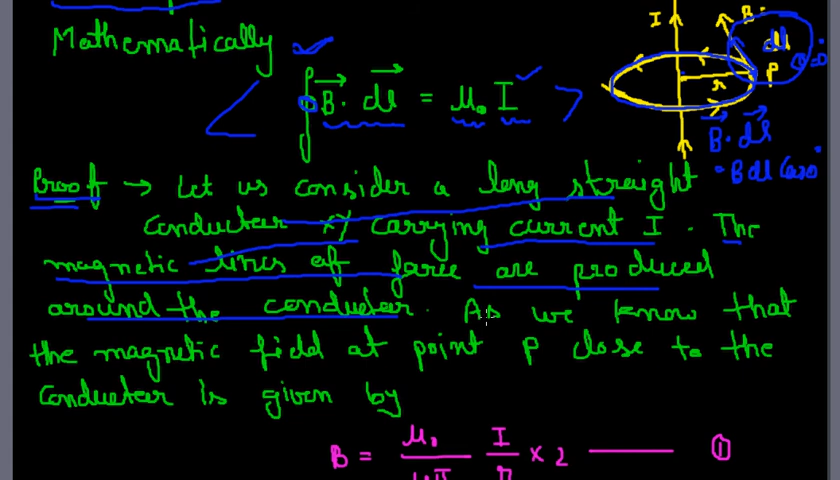 Mathematically
∮ B⃗ · dl⃗ = μ₀ I
I
B
dl
θ=0
P
r
B⃗ · dl⃗
= B dl Cos0°
Proof → Let us consider a long straight
Conductor XY carrying current I. The
magnetic lines of force are produced
around the conductor. As we know that
the magnetic field at point P close to the
Conductor is given by
B = μ₀/4π I/r × 2 —— ①